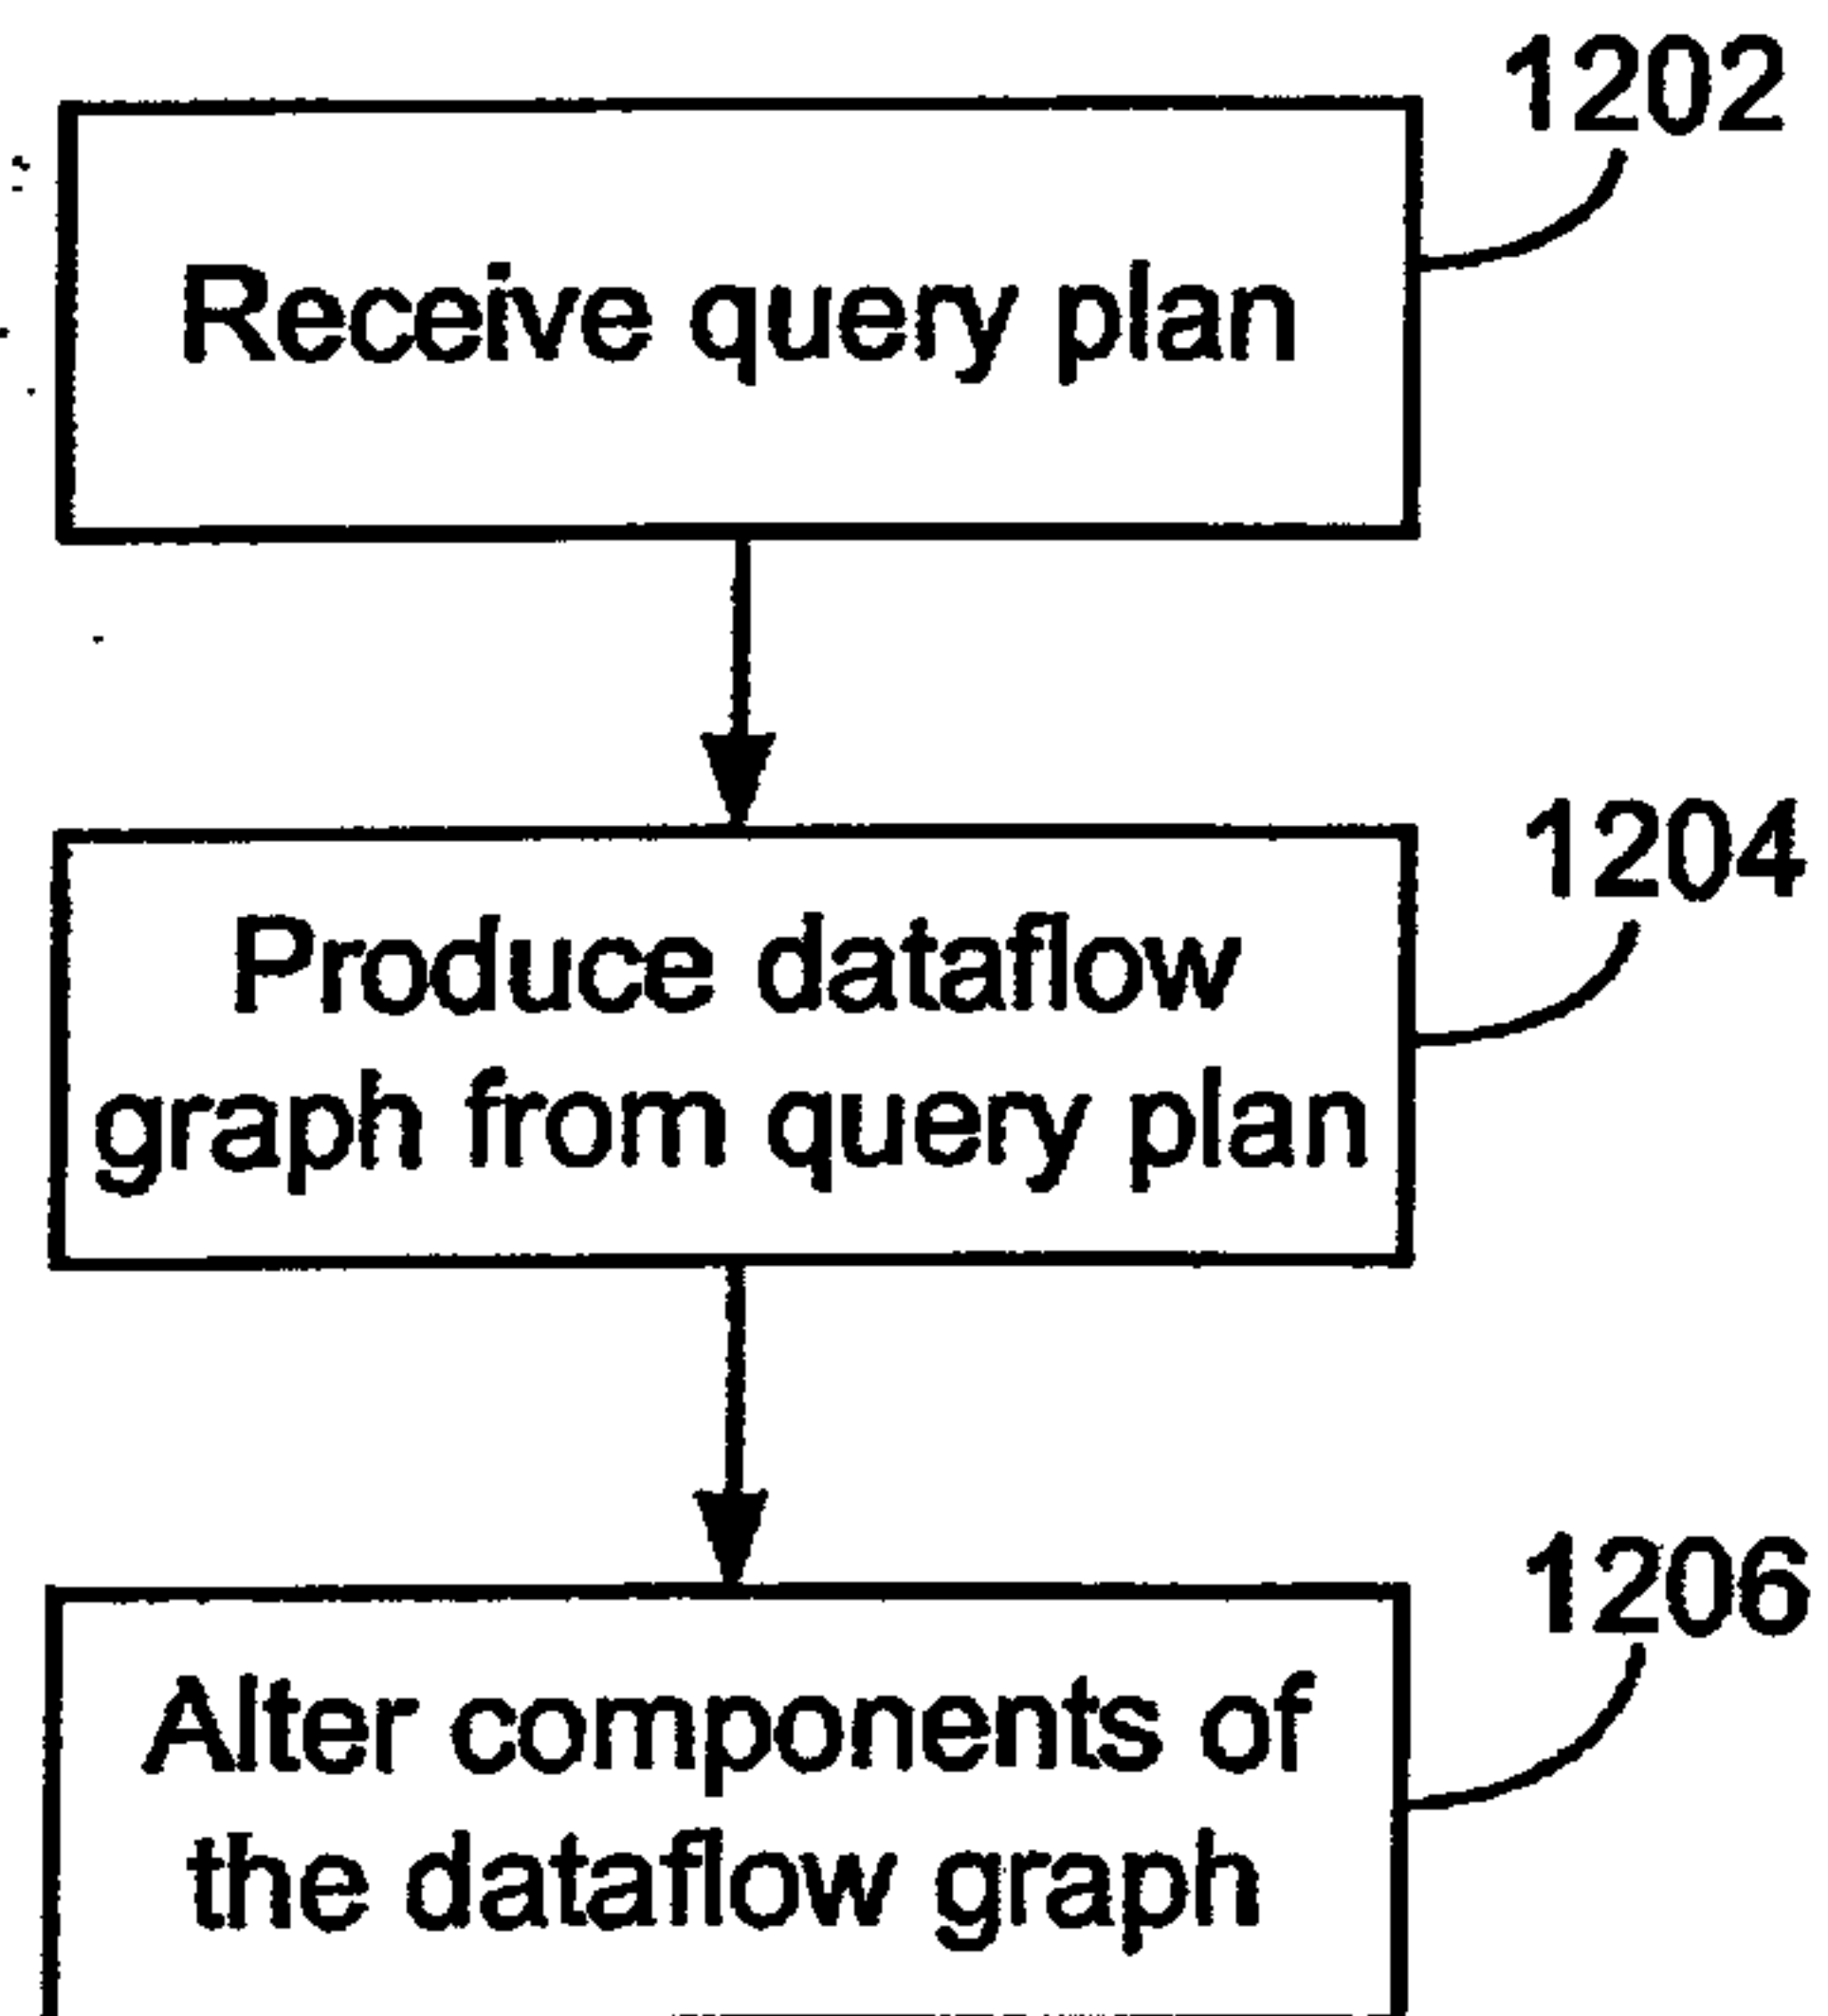 1202
Receive query plan
1204
Produce dataflow
graph from query plan
1206
Alter components of
the dataflow graph